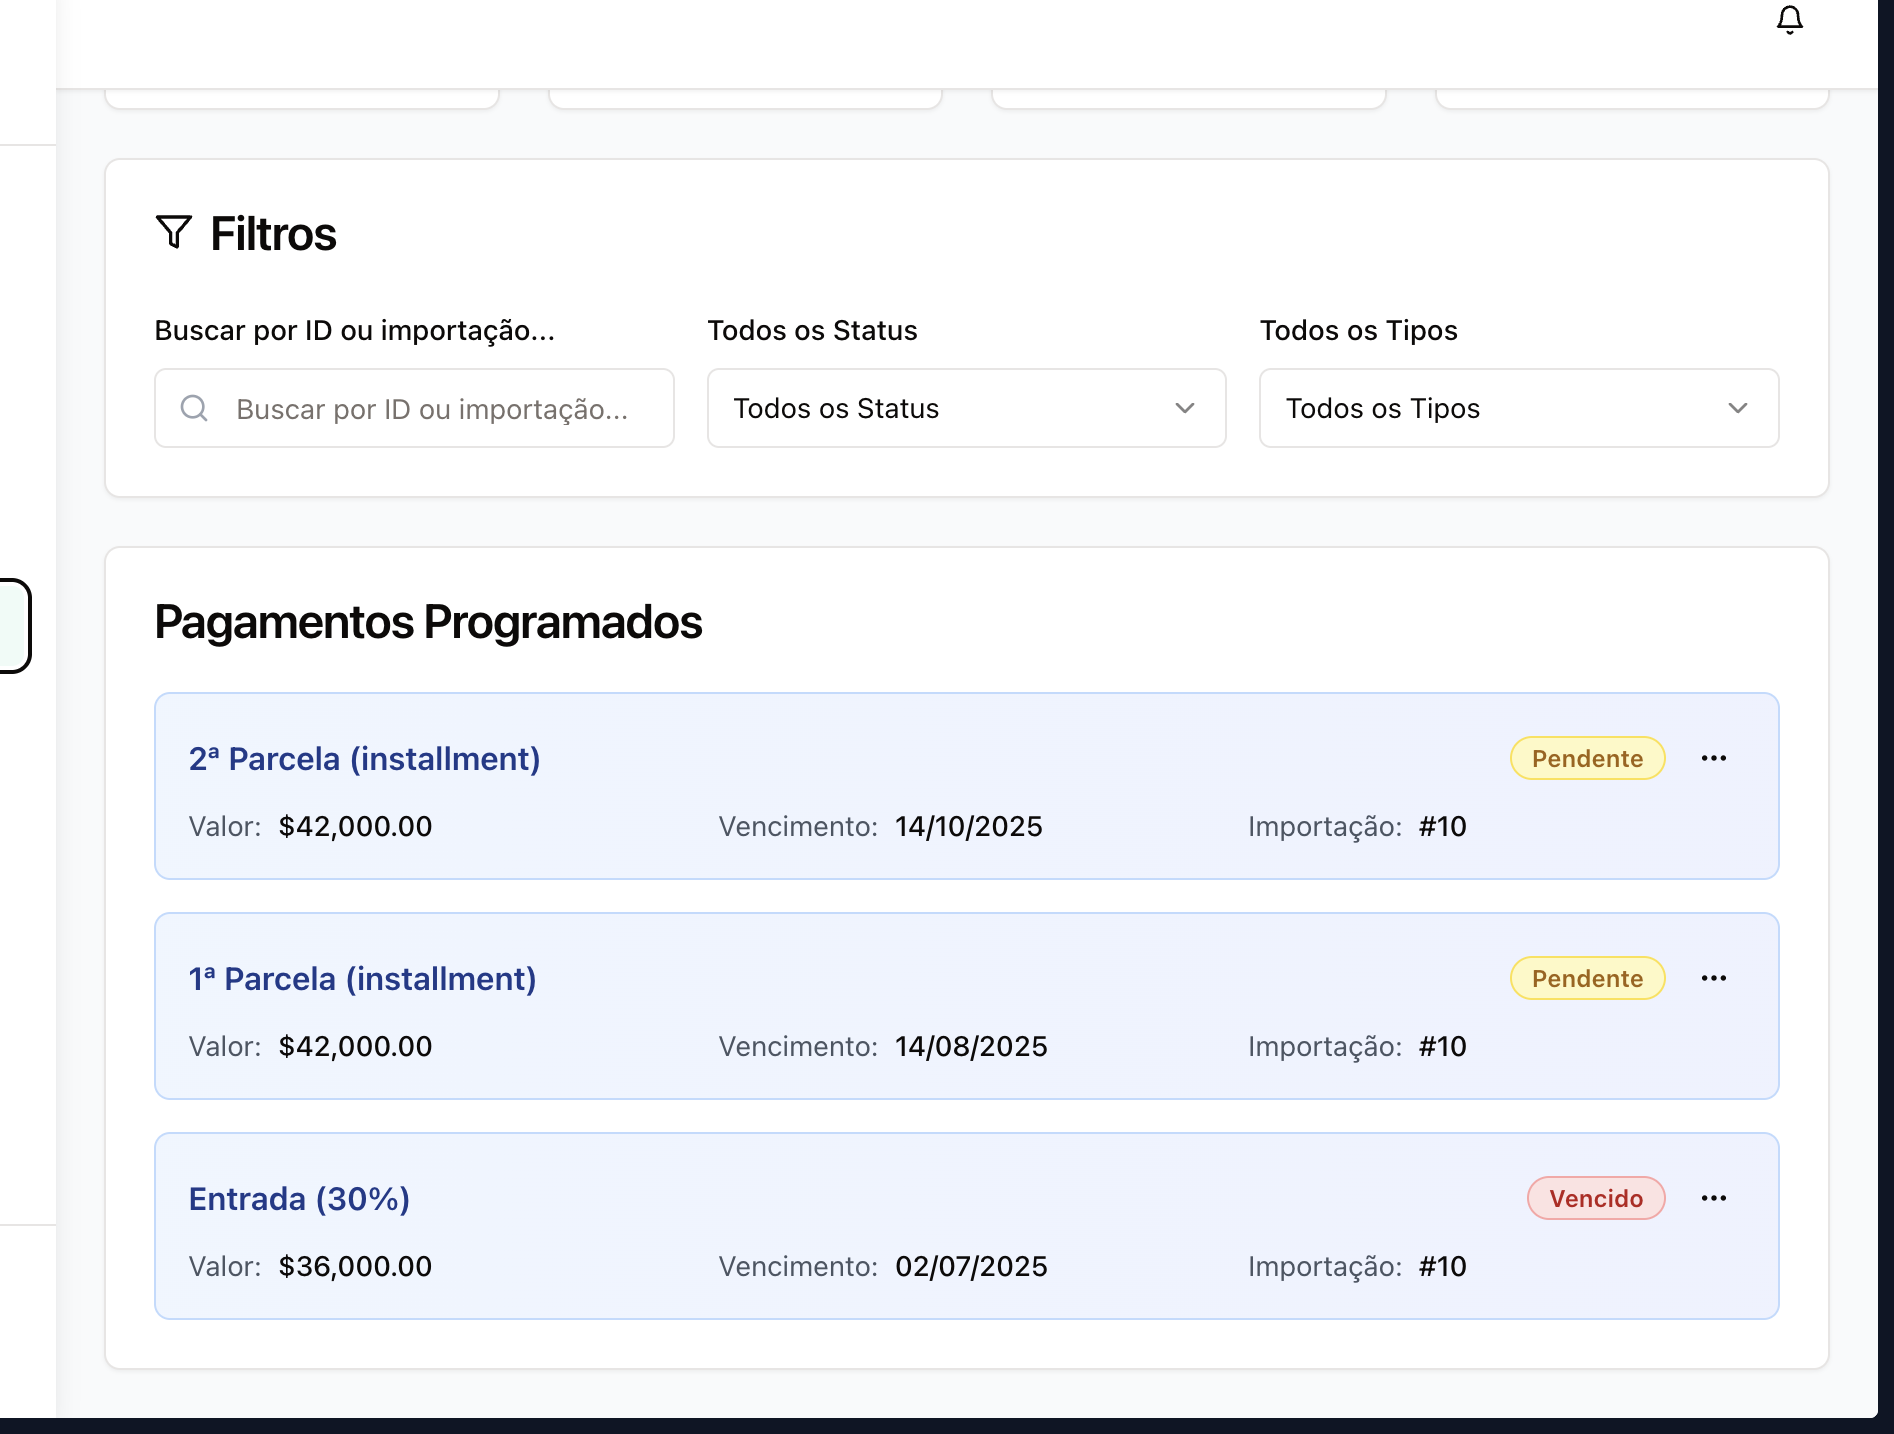 Filtros
Buscar por ID ou importação... Todos os Status Todos os Tipos
Buscar por ID ou importação... Todos os Status Todos os Tipos
Pagamentos Programados
2ª Parcela (installment) Pendente
Valor: $42,000.00 Vencimento: 14/10/2025 Importação: #10
1ª Parcela (installment) Pendente
Valor: $42,000.00 Vencimento: 14/08/2025 Importação: #10
Entrada (30%) Vencido
Valor: $36,000.00 Vencimento: 02/07/2025 Importação: #10